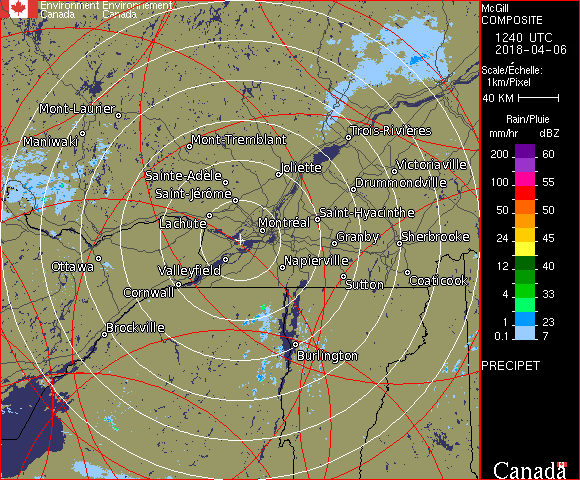 Environment Environnement
Canada Canada
McGill
COMPOSITE
1240 UTC
2018-04-06
Scale/Échelle:
1km/Pixel
40 KM
Rain/Pluie
mm/hr dBZ
200 60
100 55
50 50
24 45
12 40
4 33
1 23
0.1 7
PRECIPET
Canada
Mont-Laurier
Maniwaki
Mont-Tremblant
Trois-Rivières
Joliette
Victoriaville
Sainte-Adèle
Drummondville
Saint-Jérôme
Lachute
Saint-Hyacinthe
Montréal
Granby
Sherbrooke
Ottawa
Valleyfield
Napierville
Cornwall
Sutton
Coaticook
Brockville
Burlington